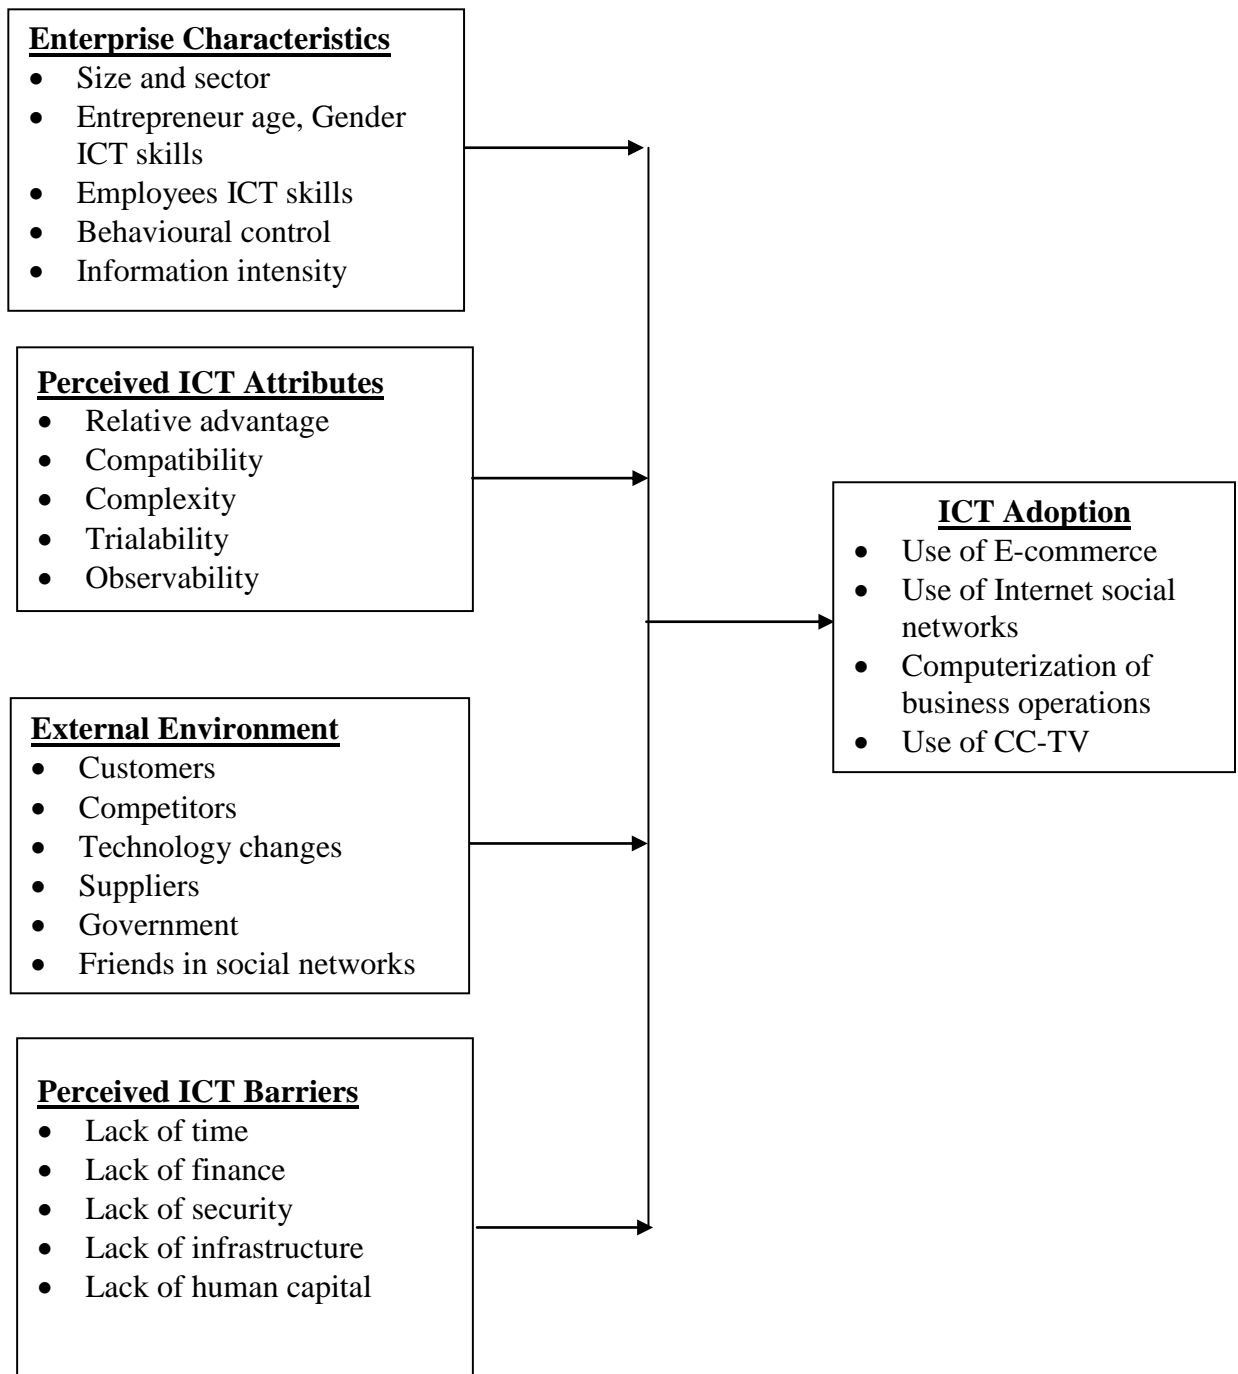 Enterprise Characteristics
• Size and sector
• Entrepreneur age, Gender
ICT skills
• Employees ICT skills
• Behavioural control
• Information intensity
Perceived ICT Attributes
• Relative advantage
• Compatibility
• Complexity
• Trialability
• Observability
External Environment
• Customers
• Competitors
• Technology changes
• Suppliers
• Government
• Friends in social networks
Perceived ICT Barriers
• Lack of time
• Lack of finance
• Lack of security
• Lack of infrastructure
• Lack of human capital
ICT Adoption
• Use of E-commerce
• Use of Internet social
networks
• Computerization of
business operations
• Use of CC-TV